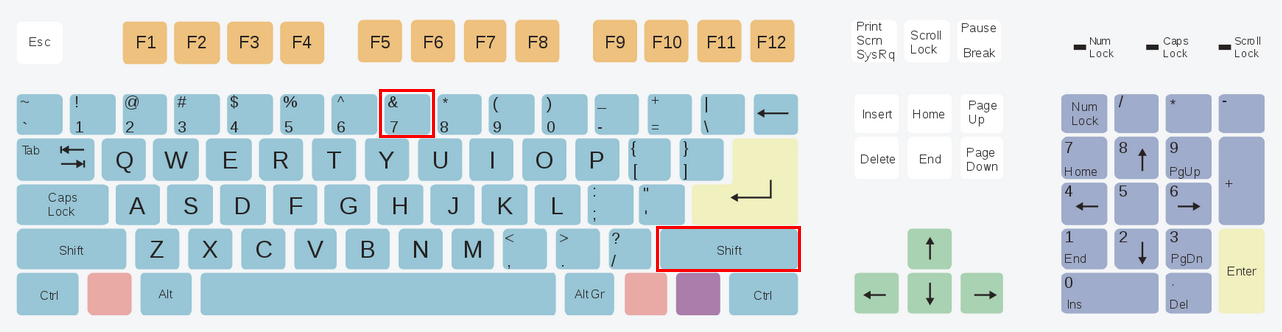 Esc F1 F2 F3 F4 F5 F6 F7 F8 F9 F10 F11 F12
Print
Scrn
SysRq
Scroll
Lock
Pause
Break
Num
Lock
Caps
Lock
Scroll
Lock
~ ! @ # $ % ^ & * ( ) _ + |
` 1 2 3 4 5 6 7 8 9 0 - = \
Insert Home
Page
Up
Num
Lock
/ * -
Tab Q W E R T Y U I O P
{ }
[ ]
Delete End
Page
Down
7 8 9
Home PgUp
+
Caps
Lock
A S D F G H J K L
: "
; '
4 5 6
Shift Z X C V B N M
< > ?
, . /
Shift
1 2 3
End PgDn
Enter
Ctrl Alt Alt Gr Ctrl
0 .
Ins Del